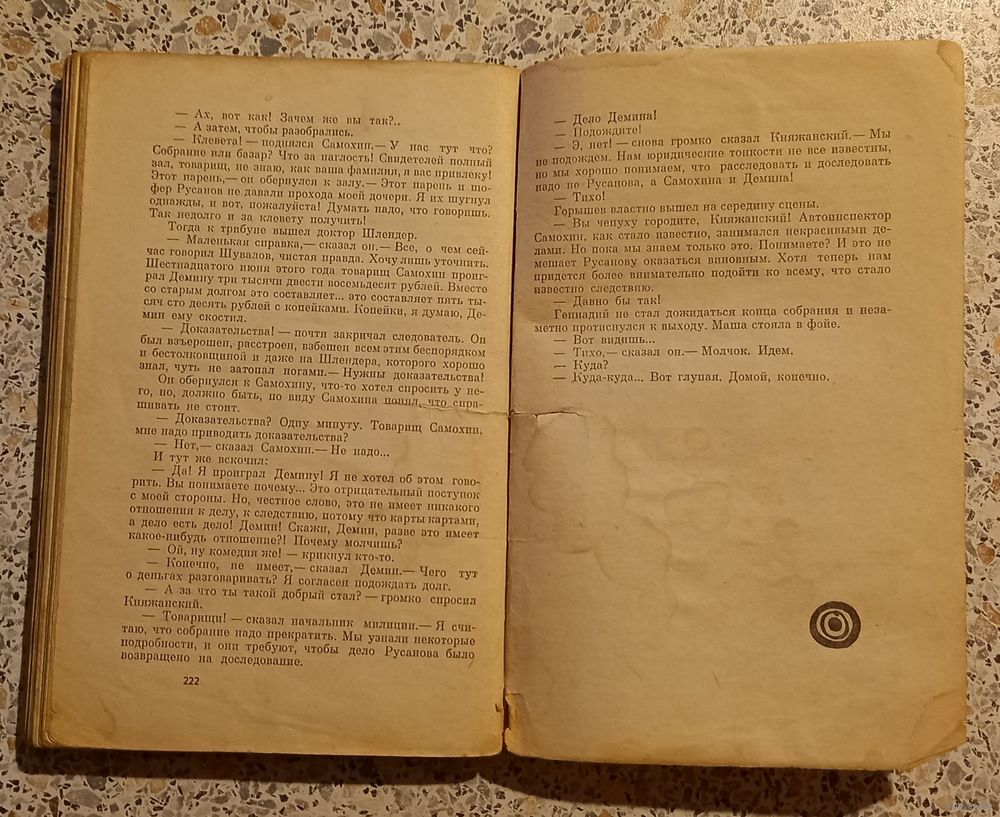 — Ах, вот как! Зачем же вы так?..
— А затем, чтобы разобрались.
— Клевета! — поднялся Самохин.— У нас тут что?
Собрание или базар? Что за наглость! Свидетелей полный
зал, товарищ, не знаю, как ваша фамилия, я вас привлеку!
Этот парень,— он обернулся к залу.— Этот парень и шо-
фер Русанов не давали прохода моей дочери. Я их шугнул
однажды, и вот, пожалуйста! Думать надо, что говоришь.
Так недолго и за клевету получить!
Тогда к трибуне вышел доктор Шлендер.
— Маленькая справка,— сказал он.— Все, о чем сей-
час говорил Шувалов, чистая правда. Хочу лишь уточнить.
Шестнадцатого июня этого года товарищ Самохин проиг-
рал Демину три тысячи двести восемьдесят рублей. Вместе
со старым долгом это составляет... это составляет пять ты-
сяч сто десять рублей с копейками. Копейки, я думаю, Де-
мин ему скостил.
— Доказательства! — почти закричал следователь. Он
был взъерошен, расстроен, взбешен всем этим беспорядком
и бестолковщиной и даже на Шлендера, которого хорошо
знал, чуть не затопал ногами.— Нужны доказательства!
Он обернулся к Самохину, что-то хотел спросить у не-
го, но, должно быть, по виду Самохина понял, что спра-
шивать не стоит.
— Доказательства? Одну минуту. Товарищ Самохин,
мне надо приводить доказательства?
— Нет,— сказал Самохин.— Не надо...
И тут же вскочил:
— Да! Я проиграл Демину! Я не хотел об этом гово-
рить. Вы понимаете почему... Это отрицательный поступок
с моей стороны. Но, честное слово, это не имеет никакого
отношения к делу, к следствию, потому что карты картами,
а дело есть дело! Демин! Скажи, Демин, разве это имеет
какое-нибудь отношение?! Почему молчишь?
— Ой, ну комедия же! — крикнул кто-то.
— Конечно, не имеет,— сказал Демин.— Чего тут
о деньгах разговаривать? Я согласен подождать долг.
— А за что ты такой добрый стал? — громко спросил
Княжанский.
— Товарищи! — сказал начальник милиции.— Я счи-
таю, что собрание надо прекратить. Мы узнали некоторые
подробности, и они требуют, чтобы дело Русанова было
возвращено на доследование.
222
— Дело Демина!
— Подождите!
— Э, нет! — снова громко сказал Княжанский.— Мы
не подождем. Нам юридические тонкости не все известны,
но мы хорошо понимаем, что расследовать и доследовать
надо не Русанова, а Самохина и Демина!
— Тихо!
Горышев властно вышел на середину сцены.
— Вы чепуху городите, Княжанский! Автоинспектор
Самохин, как стало известно, занимался некрасивыми де-
лами. Но пока мы знаем только это. Понимаете? И это не
мешает Русанову оказаться виновным. Хотя теперь нам
придется более внимательно подойти ко всему, что стало
известно следствию.
— Давно бы так!
Геннадий не стал дожидаться конца собрания и неза-
метно протиснулся к выходу. Маша стояла в фойе.
— Вот видишь...
— Тихо,— сказал он.— Молчок. Идем.
— Куда?
— Куда-куда... Вот глупая. Домой, конечно.